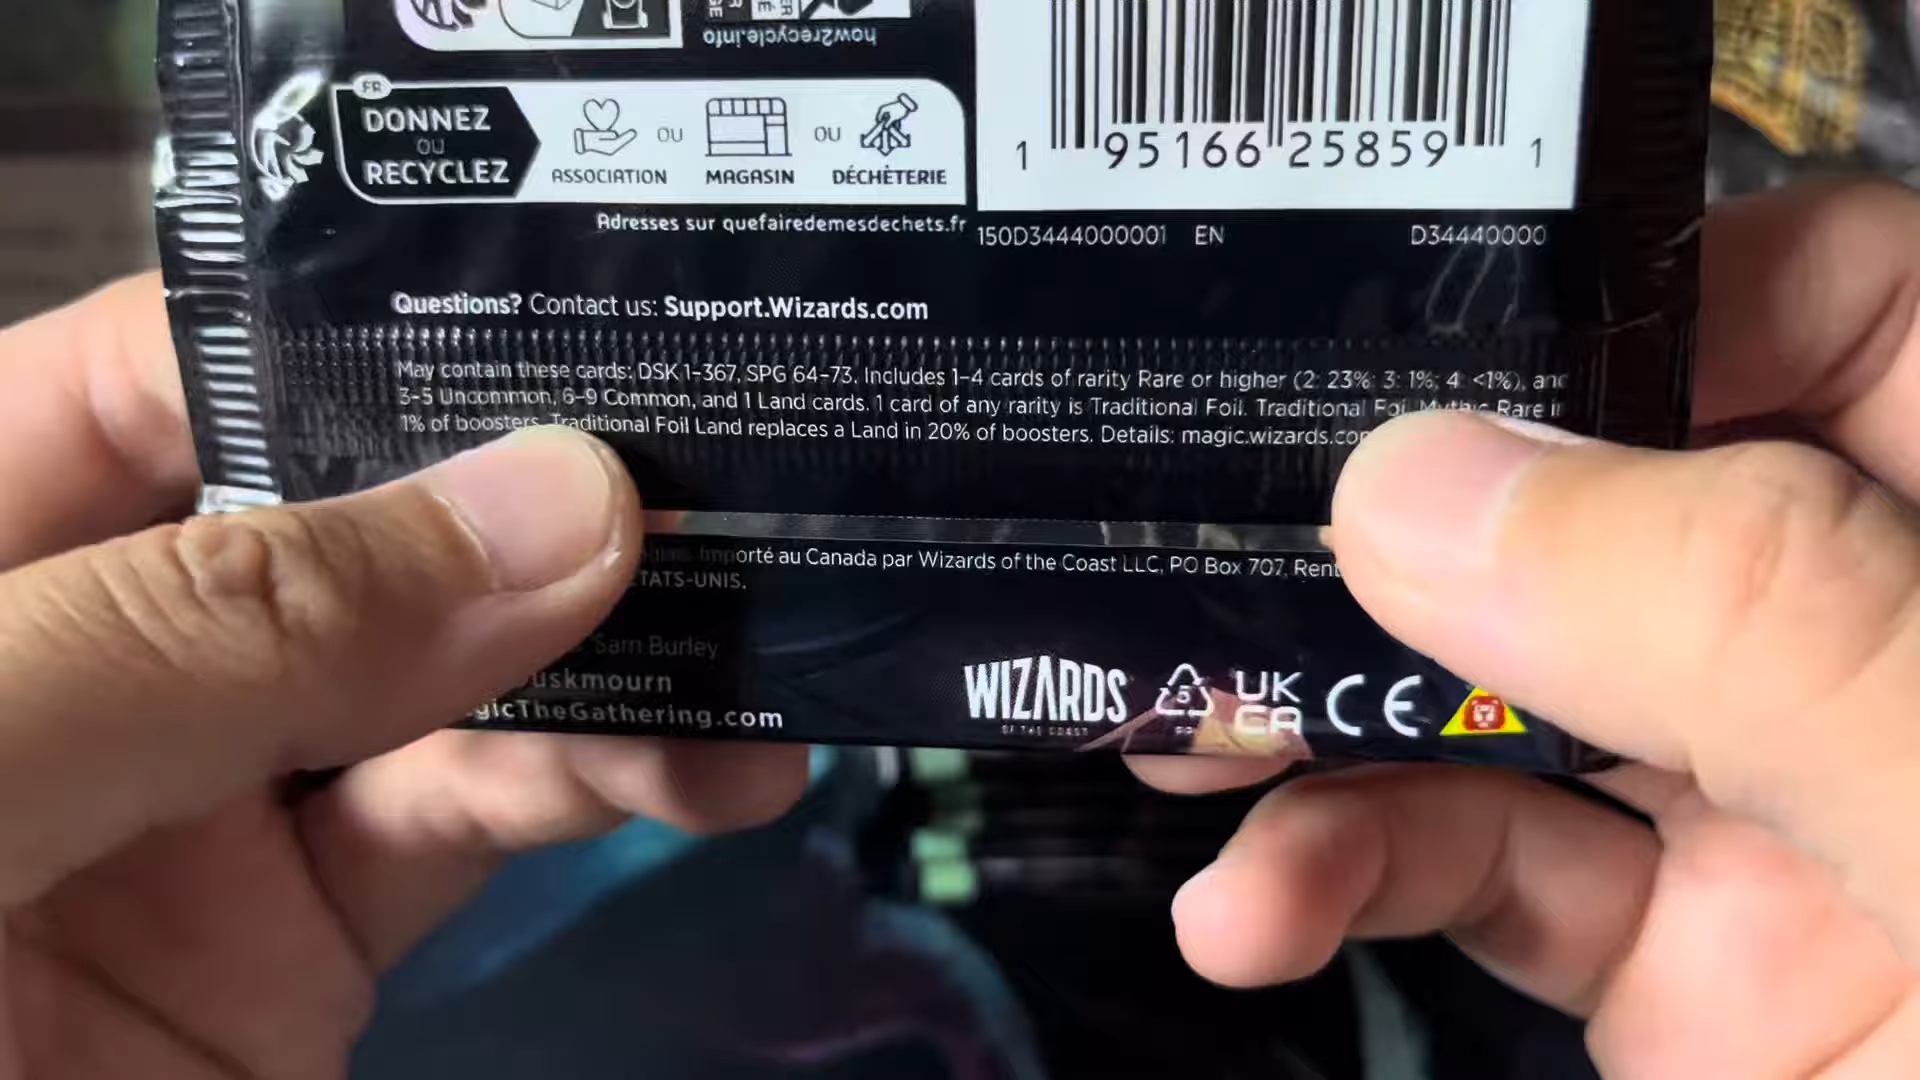 how2recycle.info
FR
DONNEZ
OU
RECYCLEZ
ASSOCIATION
OU
MAGASIN
OU
DÉCHÈTERIE
Adresses sur quefairedemesdechets.fr
1 95166 25859 1
150D3444000001 EN D34440000
Questions? Contact us: Support.Wizards.com
May contain these cards: DSK 1-367, SPG 64-73. Includes 1-4 cards of rarity Rare or higher (2: 23%; 3: 1%; 4: <1%), and
3-5 Uncommon, 6-9 Common, and 1 Land cards. 1 card of any rarity is Traditional Foil. Traditional Foil Mythic Rare in
1% of boosters. Traditional Foil Land replaces a Land in 20% of boosters. Details: magic.wizards.com
Importé au Canada par Wizards of the Coast LLC, PO Box 707, Rent
ÉTATS-UNIS.
Sam Burley
uskmourn
gicTheGathering.com
WIZARDS
OF THE COAST
5
PP
UK
CA
CE